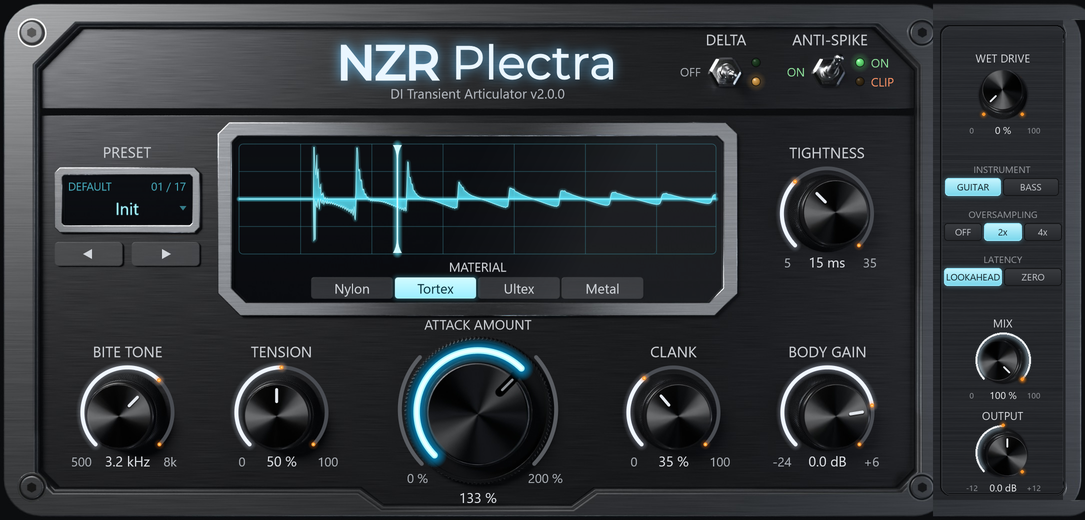 NZR Plectra
DI Transient Articulator v2.0.0
DELTA
OFF
ANTI-SPIKE
ON
ON
CLIP
PRESET
DEFAULT 01 / 17
Init
MATERIAL
Nylon Tortex Ultex Metal
TIGHTNESS
5 15 ms 35
BITE TONE
500 3.2 kHz 8k
TENSION
0 50 % 100
ATTACK AMOUNT
0 % 200 %
133 %
CLANK
0 35 % 100
BODY GAIN
-24 0.0 dB +6
WET DRIVE
0 0 % 100
INSTRUMENT
GUITAR BASS
OVERSAMPLING
OFF 2x 4x
LATENCY
LOOKAHEAD ZERO
MIX
0 100 % 100
OUTPUT
-12 0.0 dB +12